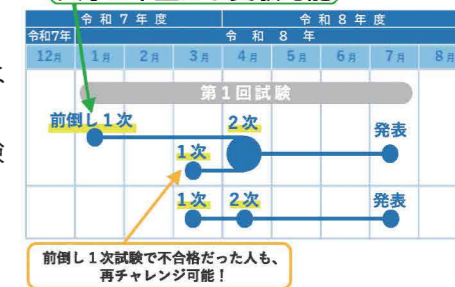 令和7年度 令和8年度
令和7年 令和8年
12月 1月 2月 3月 4月 5月 6月 7月 8月
第1回試験
前倒し1次 2次 発表
1次
験
1次 2次 発表
前倒し1次試験で不合格だった人も、
再チャレンジ可能！